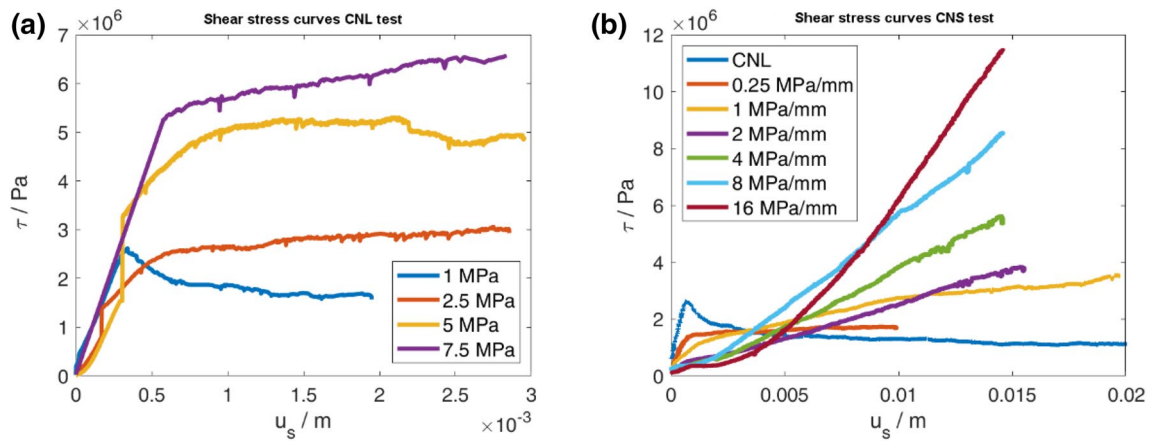 (a)
Shear stress curves CNL test
×10⁶
7
6
5
4
3
2
1
0
τ / Pa
0 0.5 1 1.5 2 2.5 3
×10⁻³
u_s / m
1 MPa
2.5 MPa
5 MPa
7.5 MPa
(b)
Shear stress curves CNS test
×10⁶
12
10
8
6
4
2
0
τ / Pa
0 0.005 0.01 0.015 0.02
u_s / m
CNL
0.25 MPa/mm
1 MPa/mm
2 MPa/mm
4 MPa/mm
8 MPa/mm
16 MPa/mm